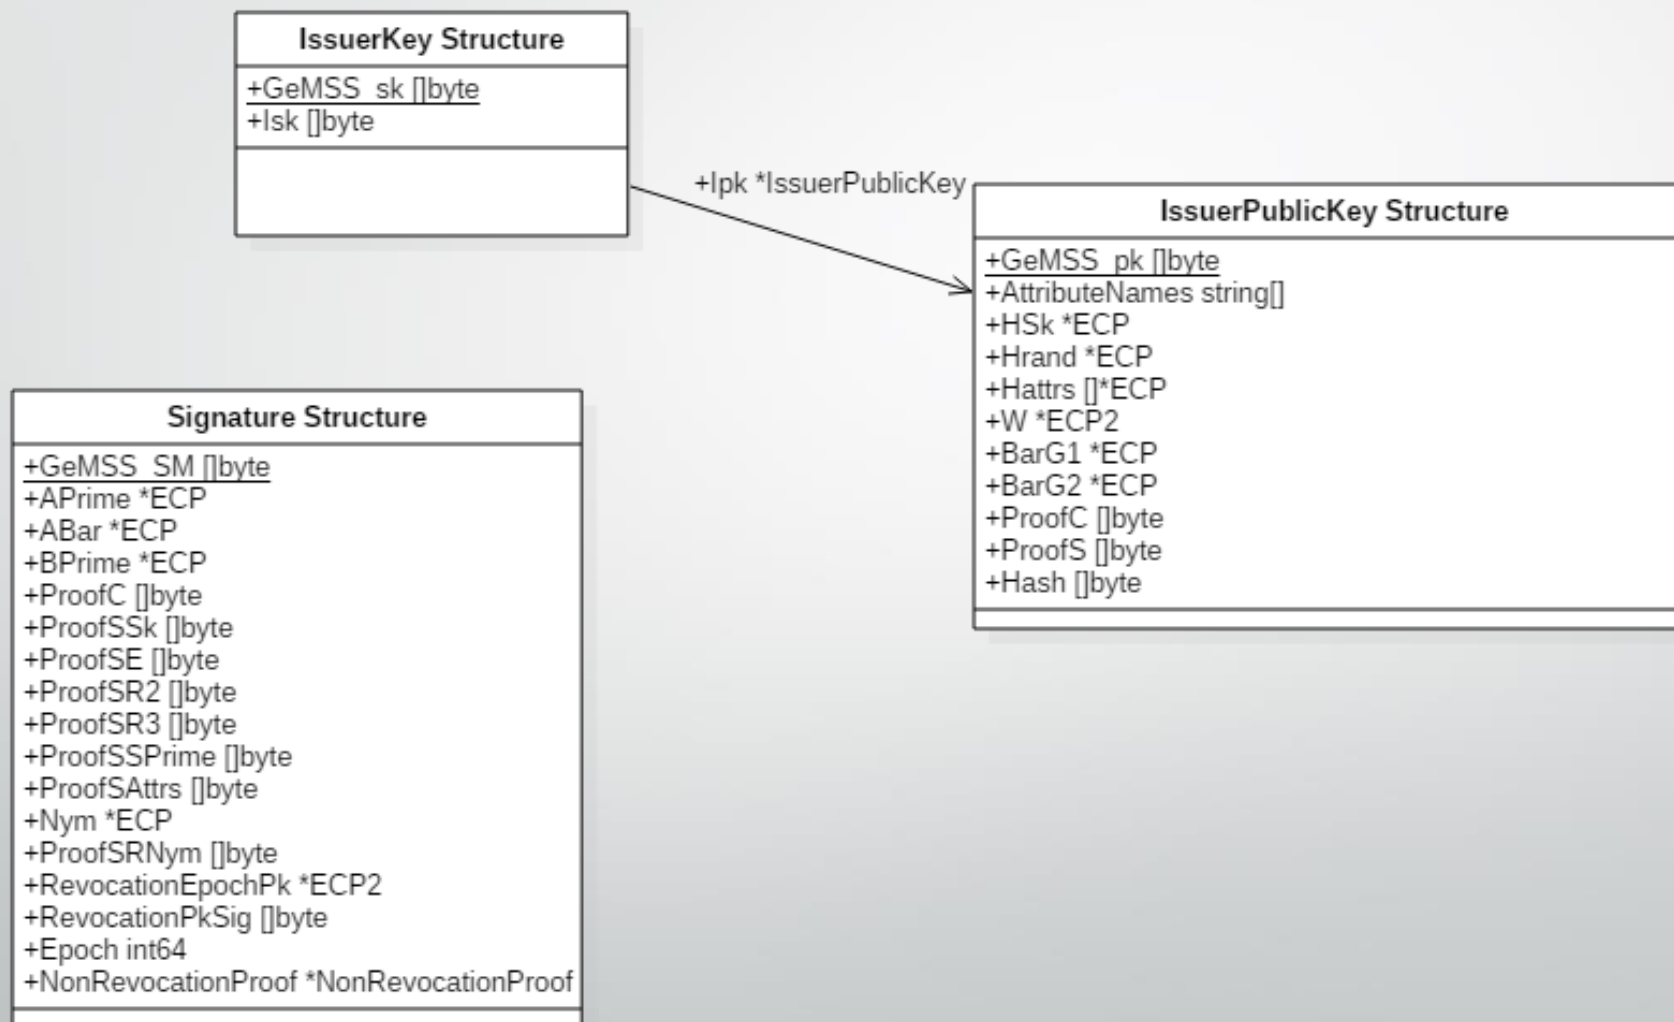 IssuerKey Structure
+GeMSS_sk []byte
+Isk []byte
+Ipk *IssuerPublicKey
IssuerPublicKey Structure
+GeMSS_pk []byte
+AttributeNames string[]
+HSk *ECP
+Hrand *ECP
+Hattrs []*ECP
+W *ECP2
+BarG1 *ECP
+BarG2 *ECP
+ProofC []byte
+ProofS []byte
+Hash []byte
Signature Structure
+GeMSS_SM []byte
+APrime *ECP
+ABar *ECP
+BPrime *ECP
+ProofC []byte
+ProofSSk []byte
+ProofSE []byte
+ProofSR2 []byte
+ProofSR3 []byte
+ProofSSPrime []byte
+ProofSAttrs []byte
+Nym *ECP
+ProofSRNym []byte
+RevocationEpochPk *ECP2
+RevocationPkSig []byte
+Epoch int64
+NonRevocationProof *NonRevocationProof